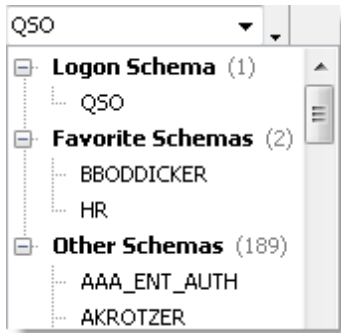 QSO
Logon Schema (1)
QSO
Favorite Schemas (2)
BBODDICKER
HR
Other Schemas (189)
AAA_ENT_AUTH
AKROTZER